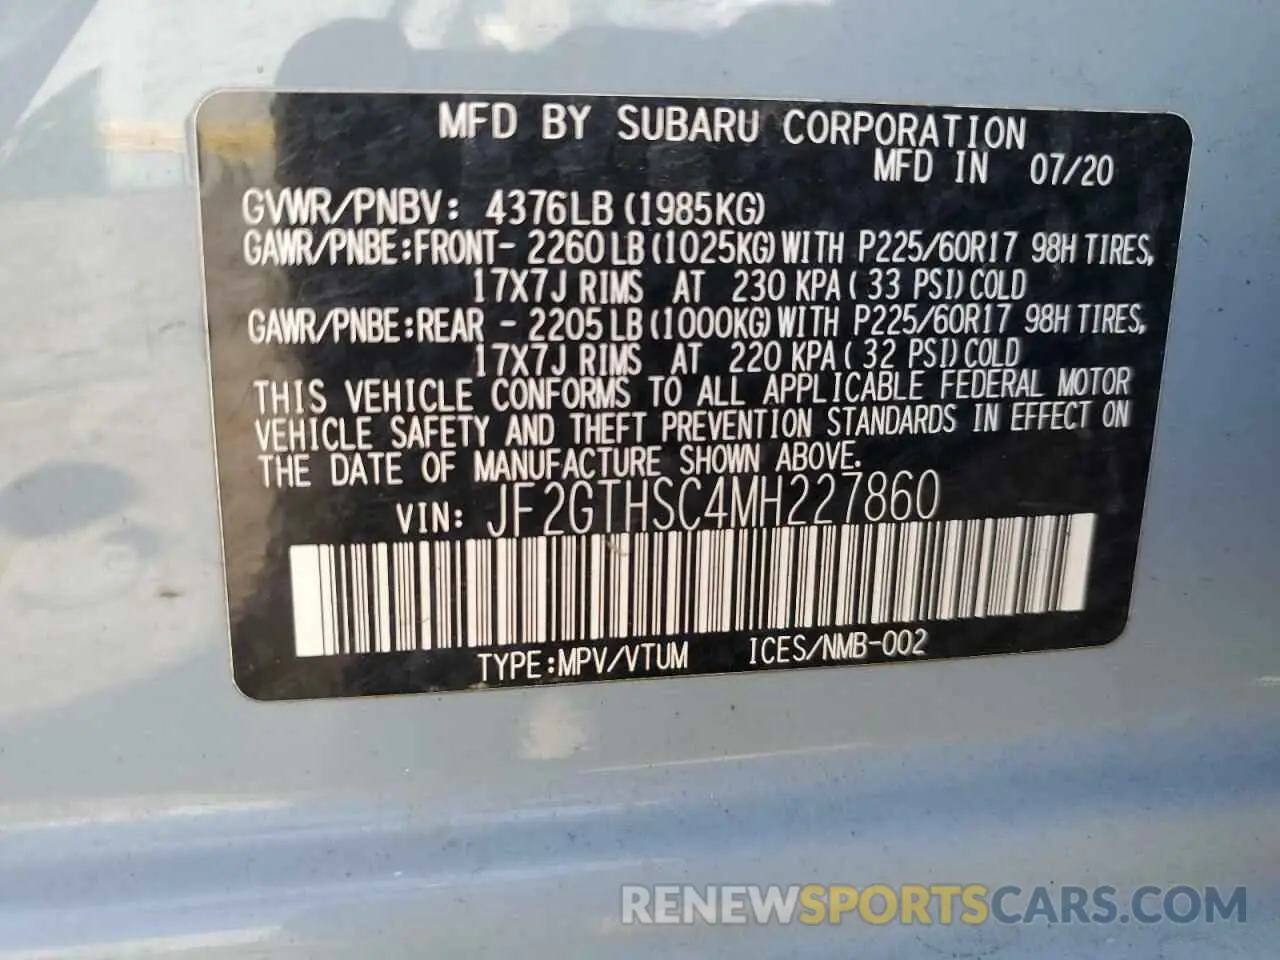 MFD BY SUBARU CORPORATION
MFD IN 07/20
GVWR/PNBV: 4376LB (1985KG)
GAWR/PNBE:FRONT- 2260 LB (1025KG) WITH P225/60R17 98H TIRES,
17X7J RIMS AT 230 KPA ( 33 PSI) COLD
GAWR/PNBE:REAR - 2205 LB (1000KG) WITH P225/60R17 98H TIRES,
17X7J RIMS AT 220 KPA ( 32 PSI) COLD
THIS VEHICLE CONFORMS TO ALL APPLICABLE FEDERAL MOTOR
VEHICLE SAFETY AND THEFT PREVENTION STANDARDS IN EFFECT ON
THE DATE OF MANUFACTURE SHOWN ABOVE.
VIN: JF2GTHSC4MH227860
TYPE:MPV/VTUM ICES/NMB-002
RENEWSPORTSCARS.COM